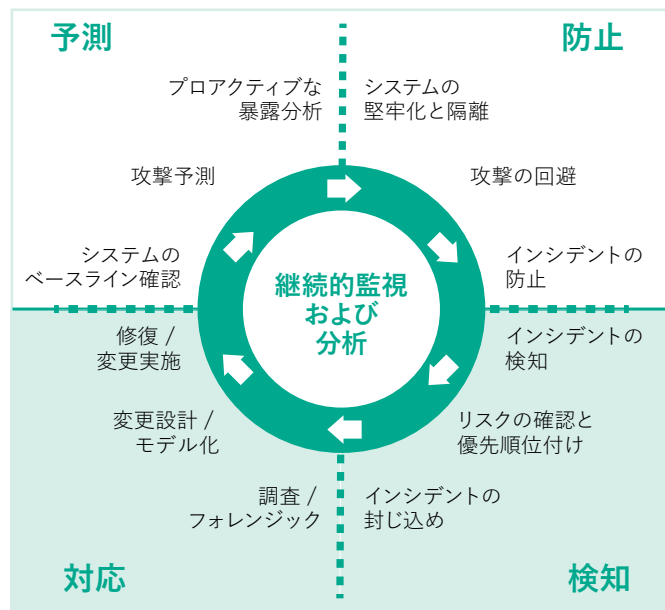 予測
防止
プロアクティブな
暴露分析
システムの
堅牢化と隔離
攻撃予測
攻撃の回避
システムの
ベースライン確認
インシデントの
防止
継続的監視
および
分析
修復 /
変更実施
インシデントの
検知
変更設計 /
モデル化
リスクの確認と
優先順位付け
調査 /
フォレンジック
インシデントの
封じ込め
対応
検知